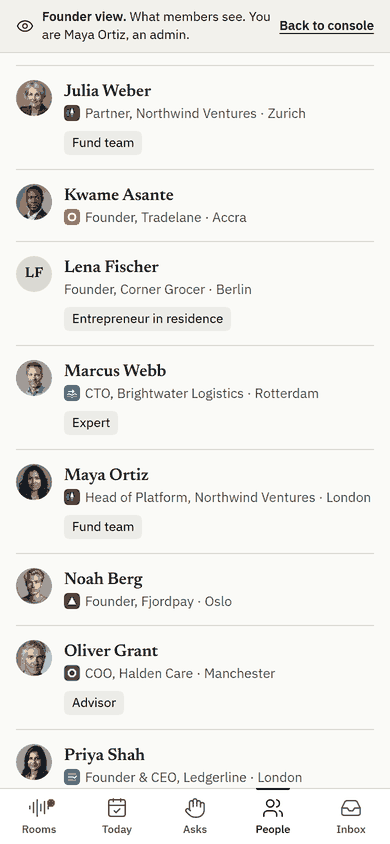 Founder view. What members see. You
are Maya Ortiz, an admin.
Back to console
Julia Weber
Partner, Northwind Ventures · Zurich
Fund team
Kwame Asante
Founder, Tradelane · Accra
LF
Lena Fischer
Founder, Corner Grocer · Berlin
Entrepreneur in residence
Marcus Webb
CTO, Brightwater Logistics · Rotterdam
Expert
Maya Ortiz
Head of Platform, Northwind Ventures · London
Fund team
Noah Berg
Founder, Fjordpay · Oslo
Oliver Grant
COO, Halden Care · Manchester
Advisor
Priya Shah
Founder & CEO, Ledgerline · London
Rooms
Today
Asks
People
Inbox